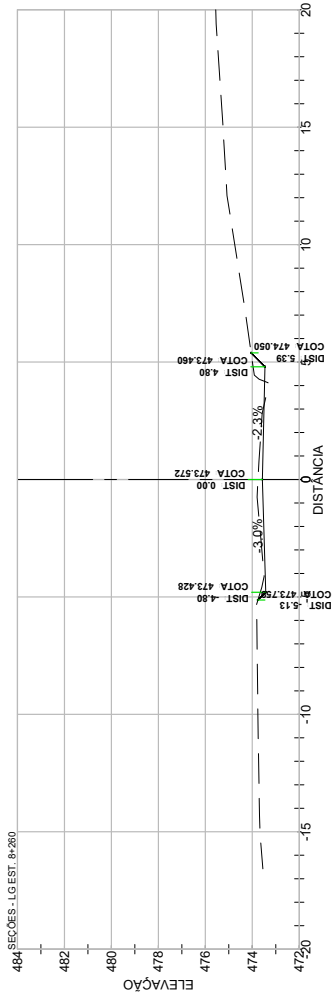 SEÇÕES - LG EST. 8+260
ELEVAÇÃO
484
482
480
478
476
474
472
COTA
DIST -5.13
COTA 473.428
DIST -4.80
-3.0%
COTA 473.572
DIST 0.00
-2.3%
COTA 473.460
DIST 4.80
COTA 474.050
DIST 5.39
-20
-15
-10
0
5
10
15
20
DISTÂNCIA